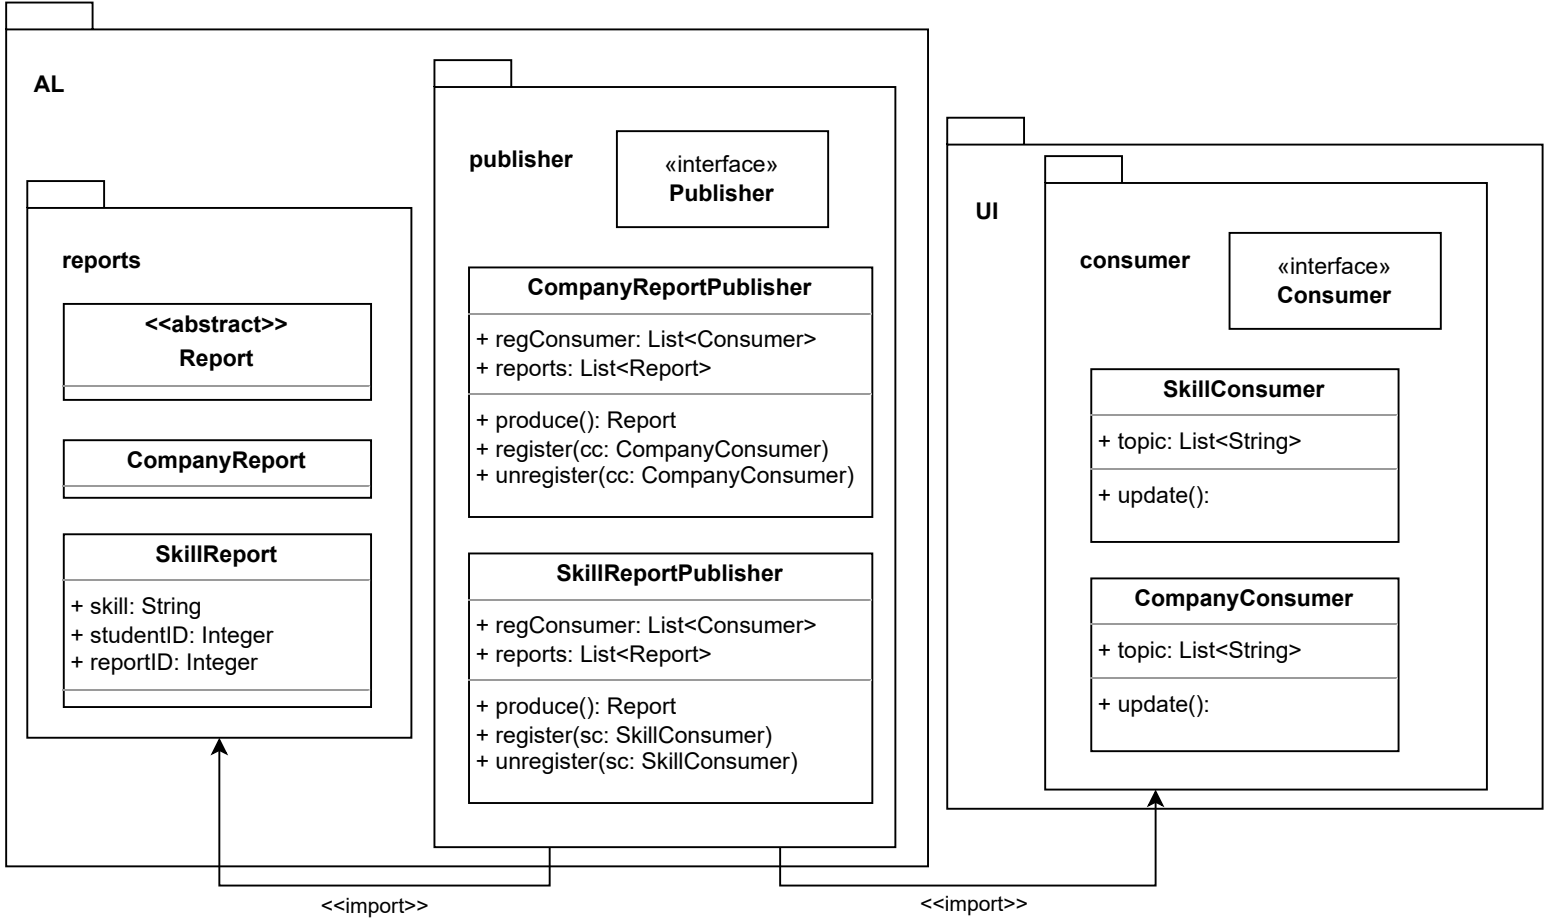 AL
reports
<<abstract>>
Report
CompanyReport
SkillReport
+ skill: String
+ studentID: Integer
+ reportID: Integer
publisher
«interface»
Publisher
CompanyReportPublisher
+ regConsumer: List<Consumer>
+ reports: List<Report>
+ produce(): Report
+ register(cc: CompanyConsumer)
+ unregister(cc: CompanyConsumer)
SkillReportPublisher
+ regConsumer: List<Consumer>
+ reports: List<Report>
+ produce(): Report
+ register(sc: SkillConsumer)
+ unregister(sc: SkillConsumer)
UI
consumer
«interface»
Consumer
SkillConsumer
+ topic: List<String>
+ update():
CompanyConsumer
+ topic: List<String>
+ update():
<<import>>
<<import>>